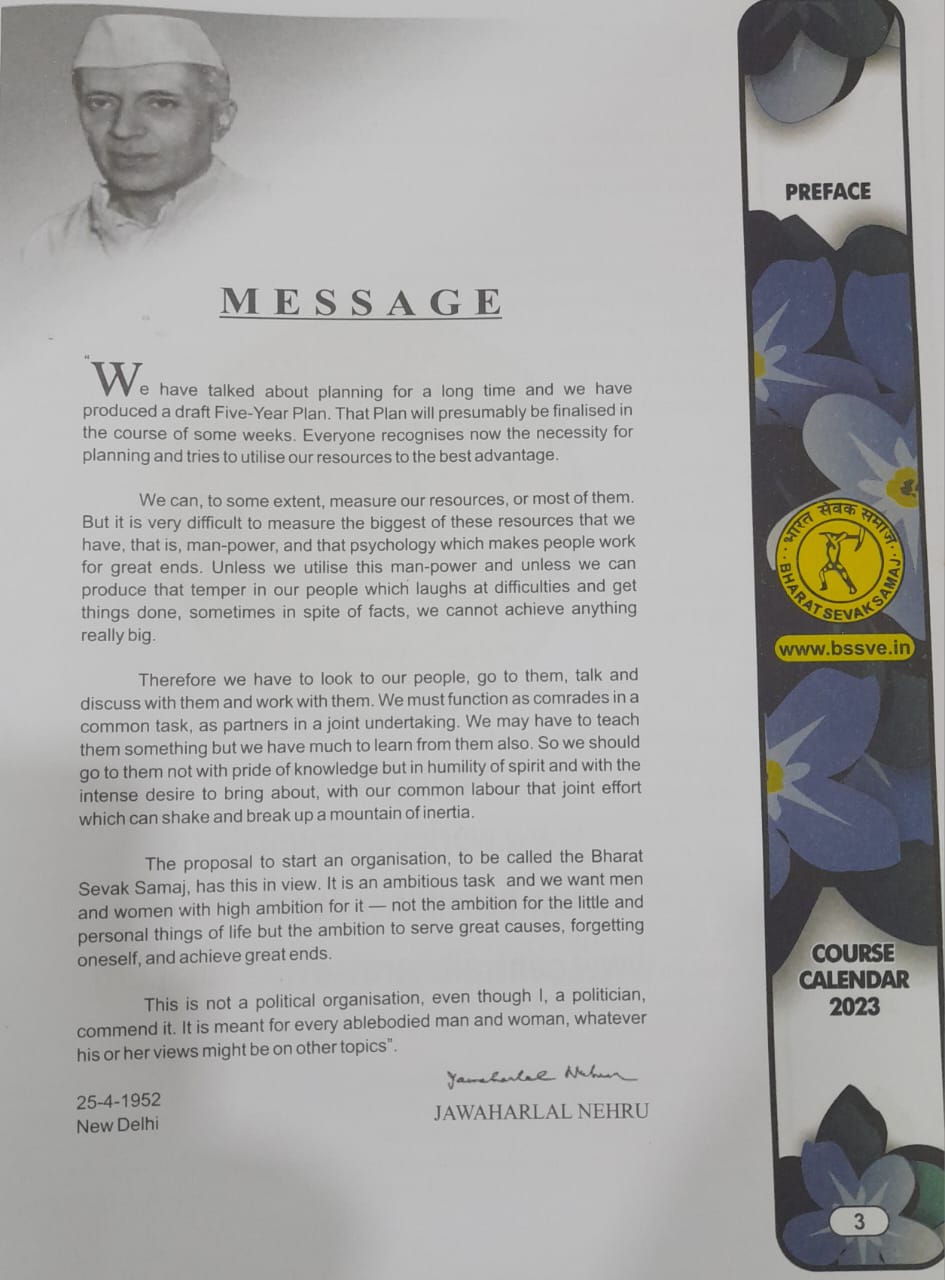 MESSAGE
"We have talked about planning for a long time and we have
produced a draft Five-Year Plan. That Plan will presumably be finalised in
the course of some weeks. Everyone recognises now the necessity for
planning and tries to utilise our resources to the best advantage.
We can, to some extent, measure our resources, or most of them.
But it is very difficult to measure the biggest of these resources that we
have, that is, man-power, and that psychology which makes people work
for great ends. Unless we utilise this man-power and unless we can
produce that temper in our people which laughs at difficulties and get
things done, sometimes in spite of facts, we cannot achieve anything
really big.
Therefore we have to look to our people, go to them, talk and
discuss with them and work with them. We must function as comrades in a
common task, as partners in a joint undertaking. We may have to teach
them something but we have much to learn from them also. So we should
go to them not with pride of knowledge but in humility of spirit and with the
intense desire to bring about, with our common labour that joint effort
which can shake and break up a mountain of inertia.
The proposal to start an organisation, to be called the Bharat
Sevak Samaj, has this in view. It is an ambitious task and we want men
and women with high ambition for it — not the ambition for the little and
personal things of life but the ambition to serve great causes, forgetting
oneself, and achieve great ends.
This is not a political organisation, even though I, a politician,
commend it. It is meant for every ablebodied man and woman, whatever
his or her views might be on other topics".
Jawaharlal Nehru
25-4-1952
New Delhi
JAWAHARLAL NEHRU
PREFACE
भारत सेवक समाज
BHARAT SEVAK SAMAJ
www.bssve.in
COURSE
CALENDAR
2023
3